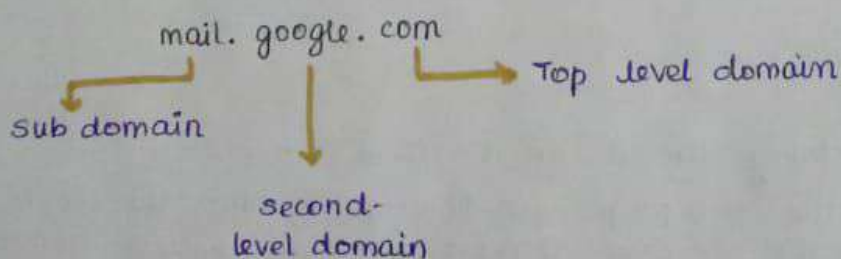 mail. google. com
Top level domain
sub domain
second-
level domain